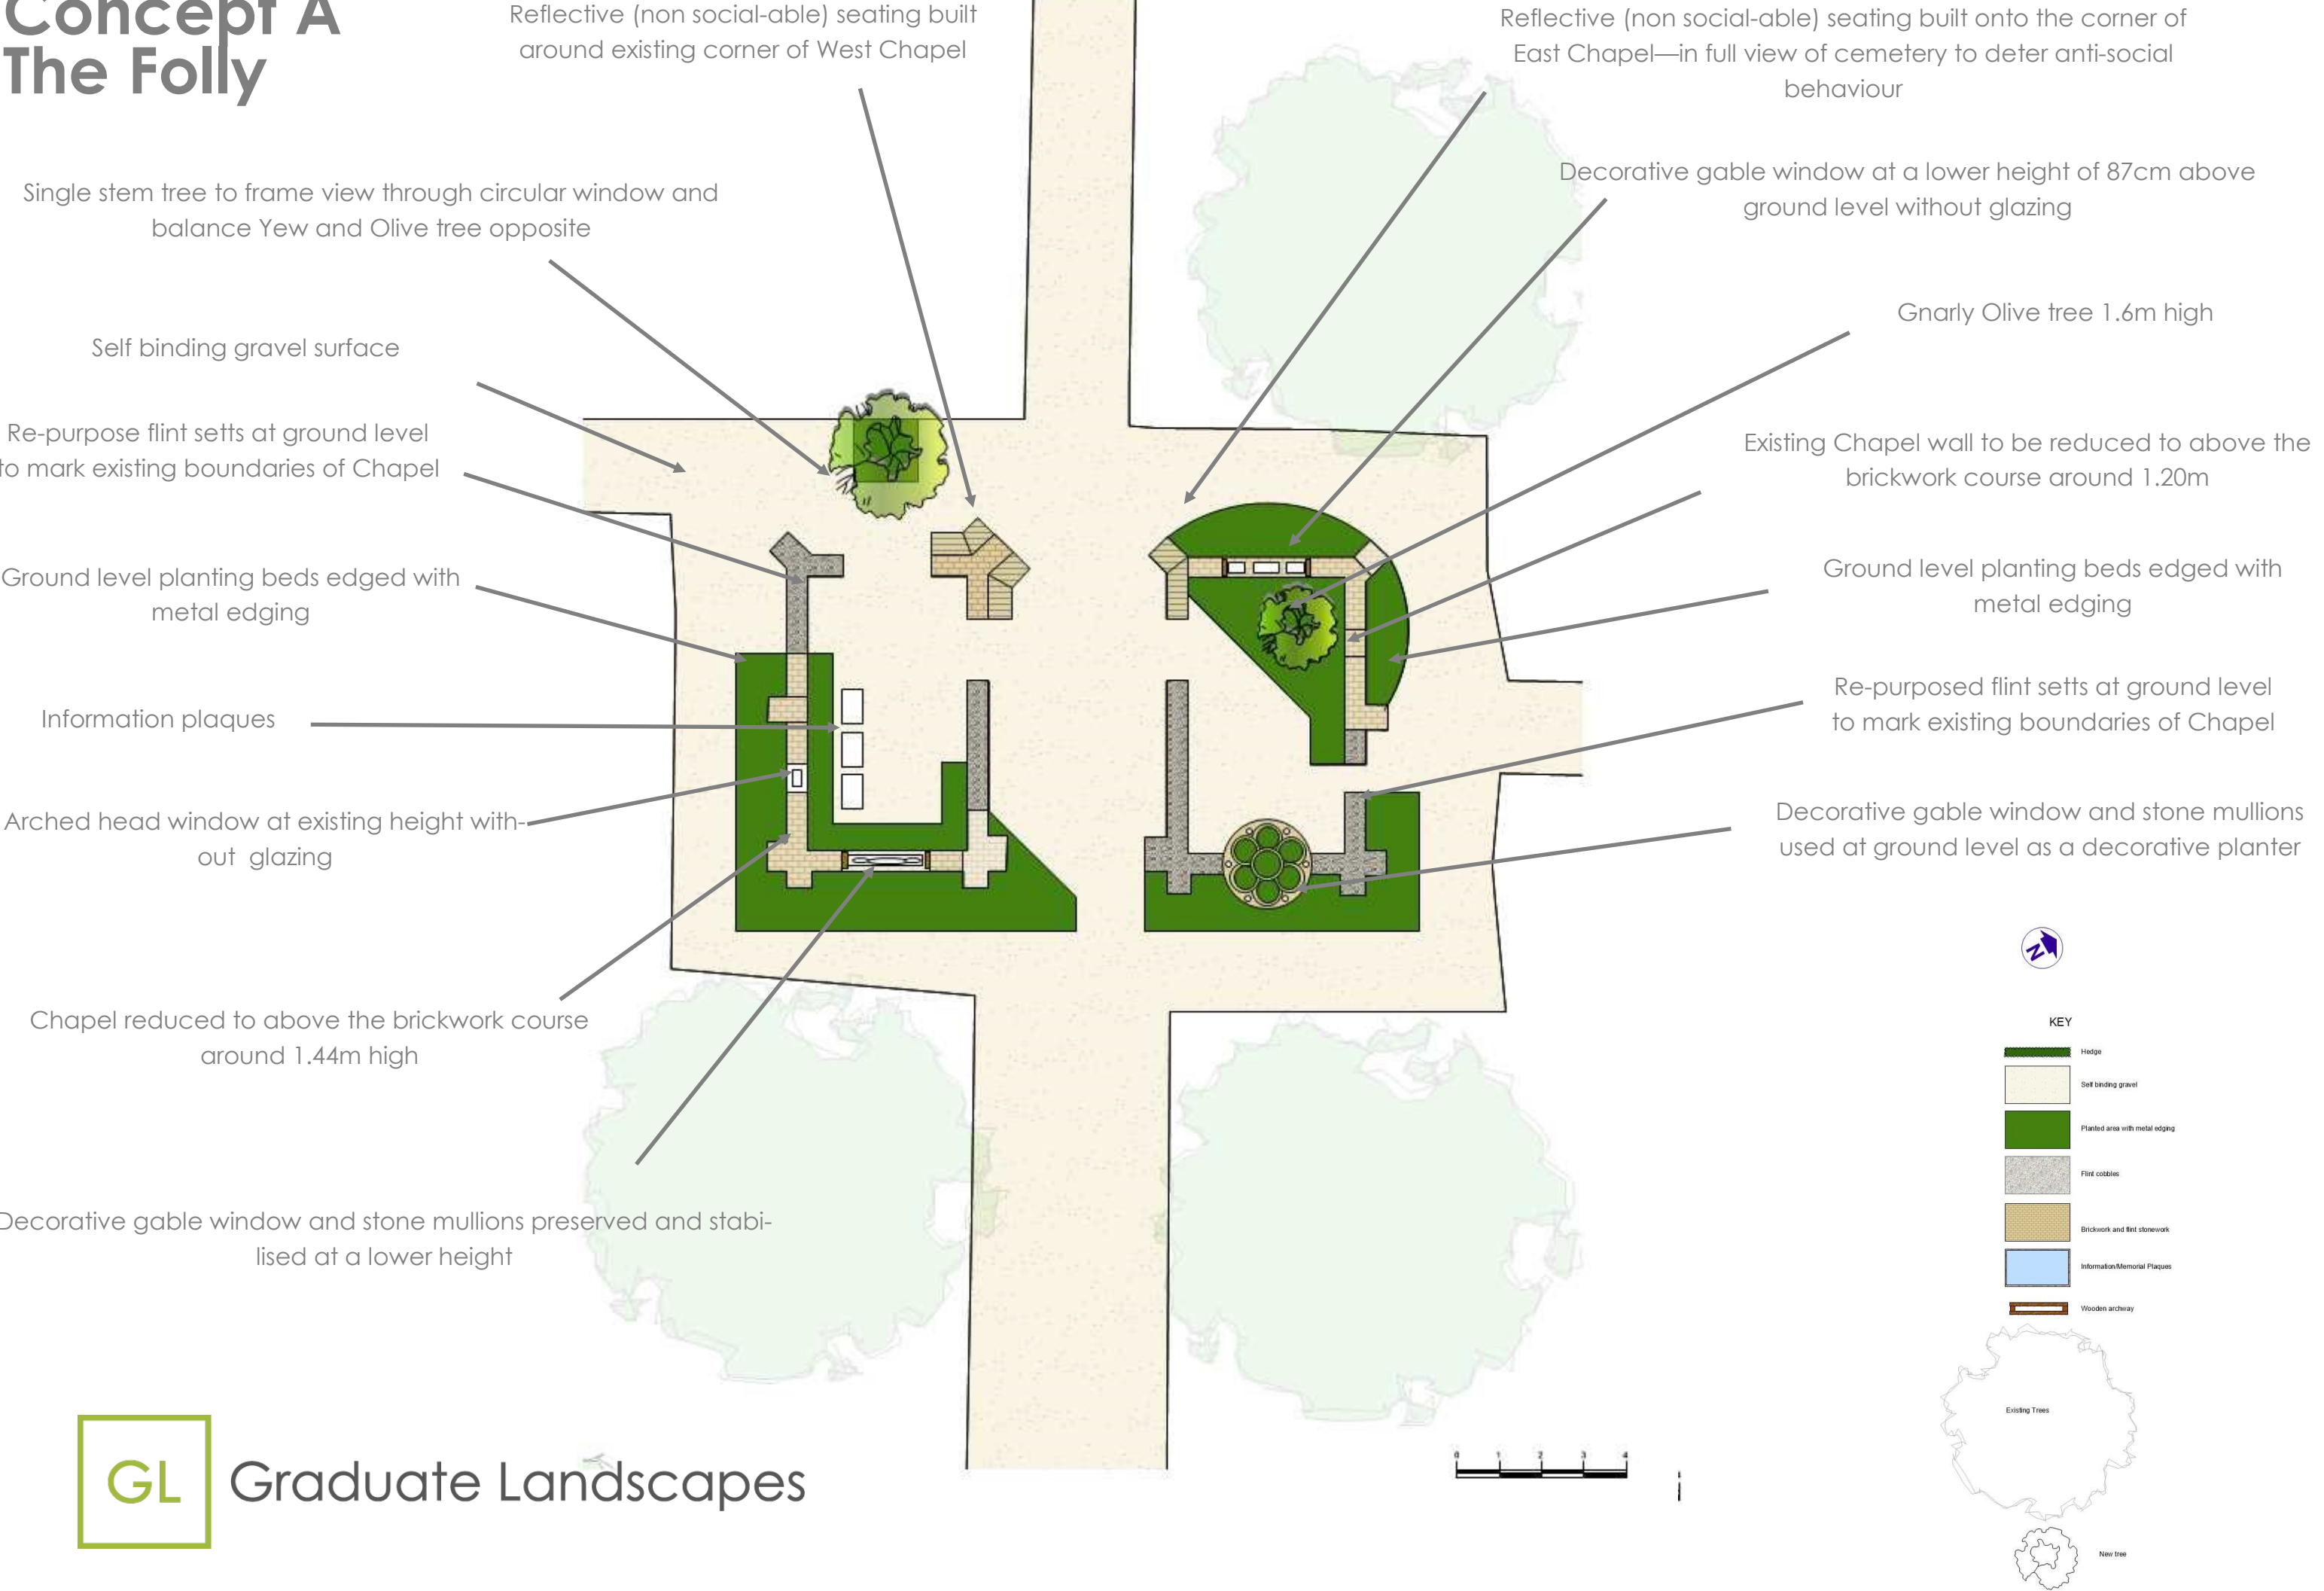 Concept A
The Folly
Reflective (non social-able) seating built
around existing corner of West Chapel
Reflective (non social-able) seating built onto the corner of
East Chapel—in full view of cemetery to deter anti-social
behaviour
Single stem tree to frame view through circular window and
balance Yew and Olive tree opposite
Decorative gable window at a lower height of 87cm above
ground level without glazing
Self binding gravel surface
Gnarly Olive tree 1.6m high
Re-purpose flint setts at ground level
to mark existing boundaries of Chapel
Existing Chapel wall to be reduced to above the
brickwork course around 1.20m
Ground level planting beds edged with
metal edging
Ground level planting beds edged with
metal edging
Information plaques
Re-purposed flint setts at ground level
to mark existing boundaries of Chapel
Arched head window at existing height with-
out glazing
Decorative gable window and stone mullions
used at ground level as a decorative planter
Chapel reduced to above the brickwork course
around 1.44m high
Decorative gable window and stone mullions preserved and stabi-
lised at a lower height
N
KEY
Hedge
Self binding gravel
Planted area with metal edging
Flint cobbles
Brickwork and flint stonework
Information/Memorial Plaques
Wooden archway
Existing Trees
New tree
0 1 2 3 4
GL Graduate Landscapes